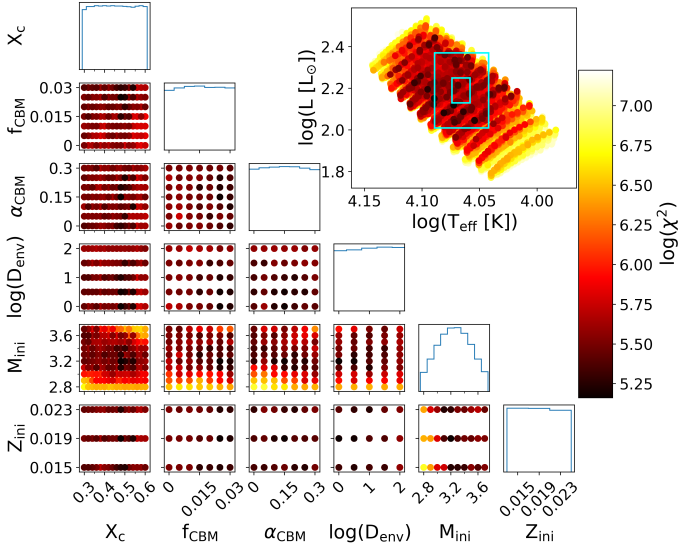 X_c
f_CBM
0.03
0.015
0
α_CBM
0.3
0.15
0
log(D_env)
2
1
0
M_ini
3.6
3.2
2.8
Z_ini
0.023
0.019
0.015
0.3 0.4 0.5 0.6
0 0.015 0.03
0 0.15 0.3
0 1 2
2.8 3.2 3.6
0.015 0.019 0.023
X_c f_CBM α_CBM log(D_env) M_ini Z_ini
log(L [L_⊙])
2.4
2.2
2.0
1.8
4.15 4.10 4.05 4.00
log(T_eff [K])
7.00
6.75
6.50
6.25
6.00
5.75
5.50
5.25
log(χ²)